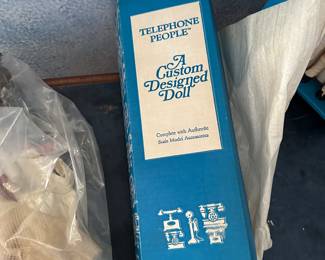 TELEPHONE
PEOPLE™
A
Custom
Designed
Doll
Complete with Authentic
Scale Model Accessories